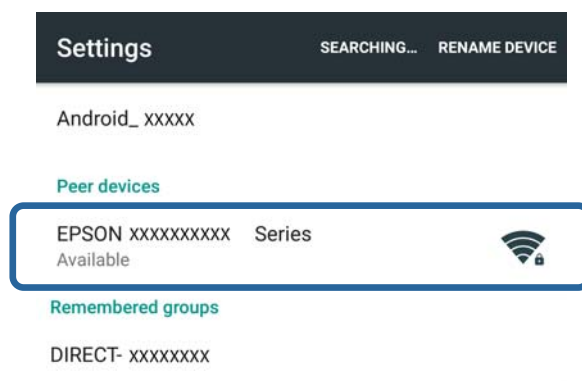 Settings SEARCHING... RENAME DEVICE
Android_ xxxxx
Peer devices
EPSON xxxxxxxxxx Series
Available
Remembered groups
DIRECT- xxxxxxxx